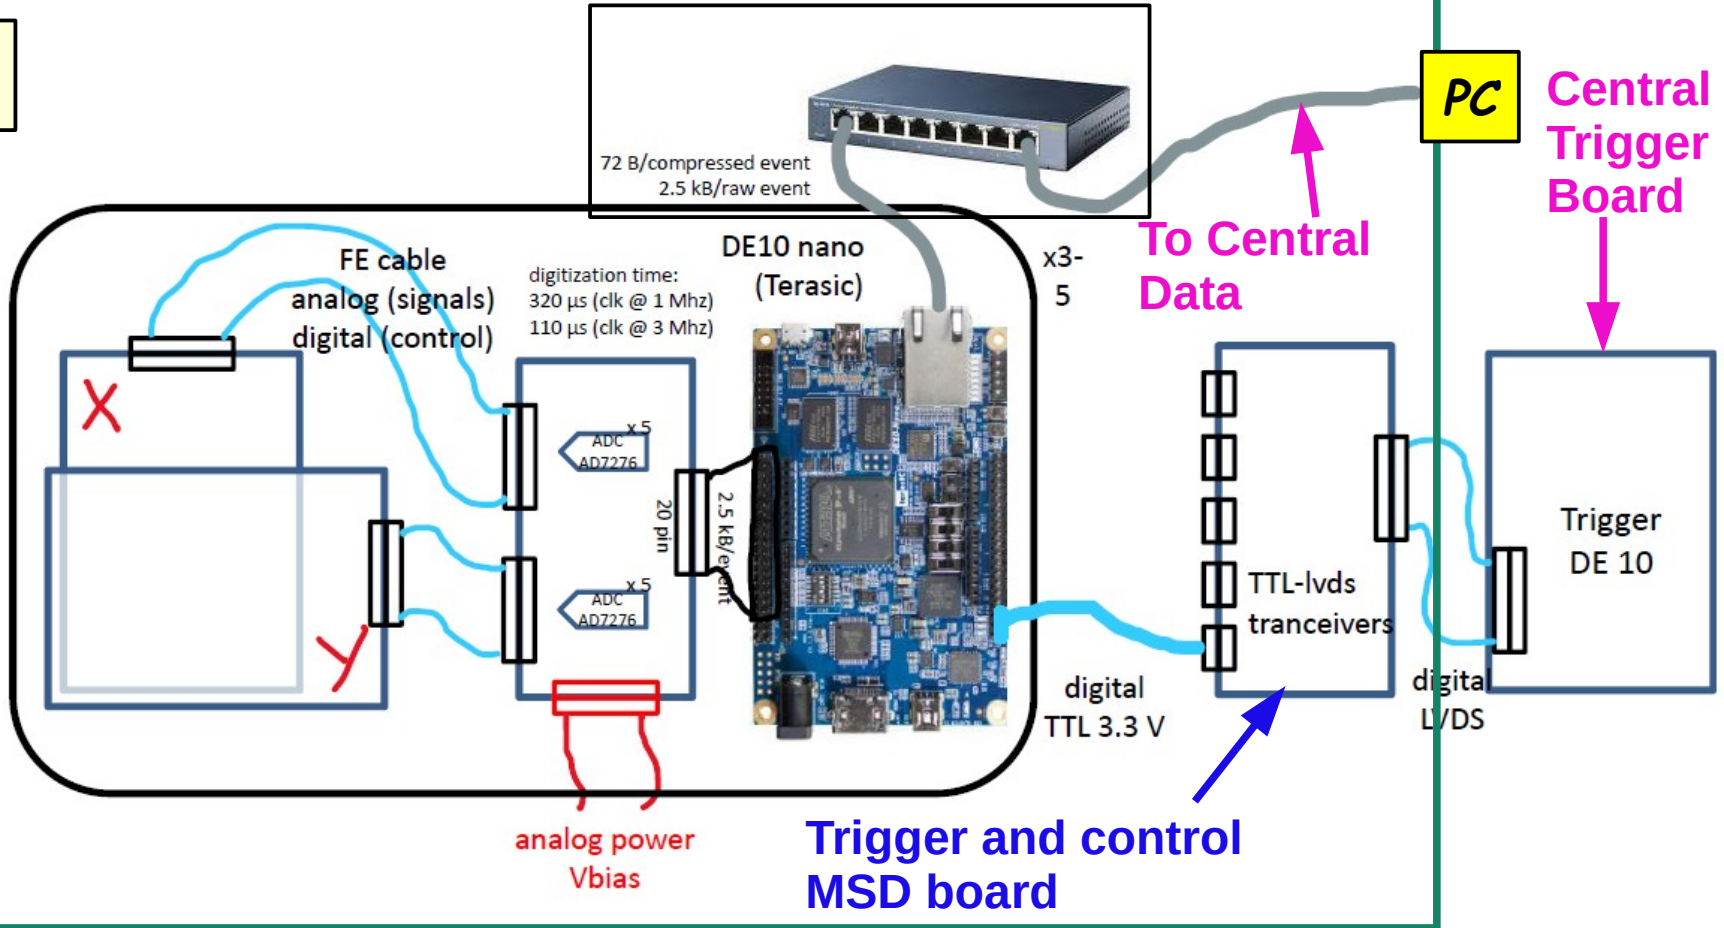 PC
Central
Trigger
Board
72 B/compressed event
2.5 kB/raw event
To Central
Data
FE cable
analog (signals)
digital (control)
digitization time:
320 µs (clk @ 1 Mhz)
110 µs (clk @ 3 Mhz)
DE10 nano
(Terasic)
x3-
5
X
x 5
ADC
AD7276
20 pin
2.5 kB/event
x 5
ADC
AD7276
Y
TTL-lvds
tranceivers
Trigger
DE 10
digital
TTL 3.3 V
digital
LVDS
analog power
Vbias
Trigger and control
MSD board